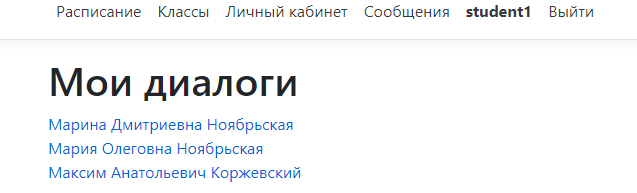 Расписание Классы Личный кабинет Сообщения student1 Выйти
Мои диалоги
Марина Дмитриевна Ноябрьская
Мария Олеговна Ноябрьская
Максим Анатольевич Коржевский